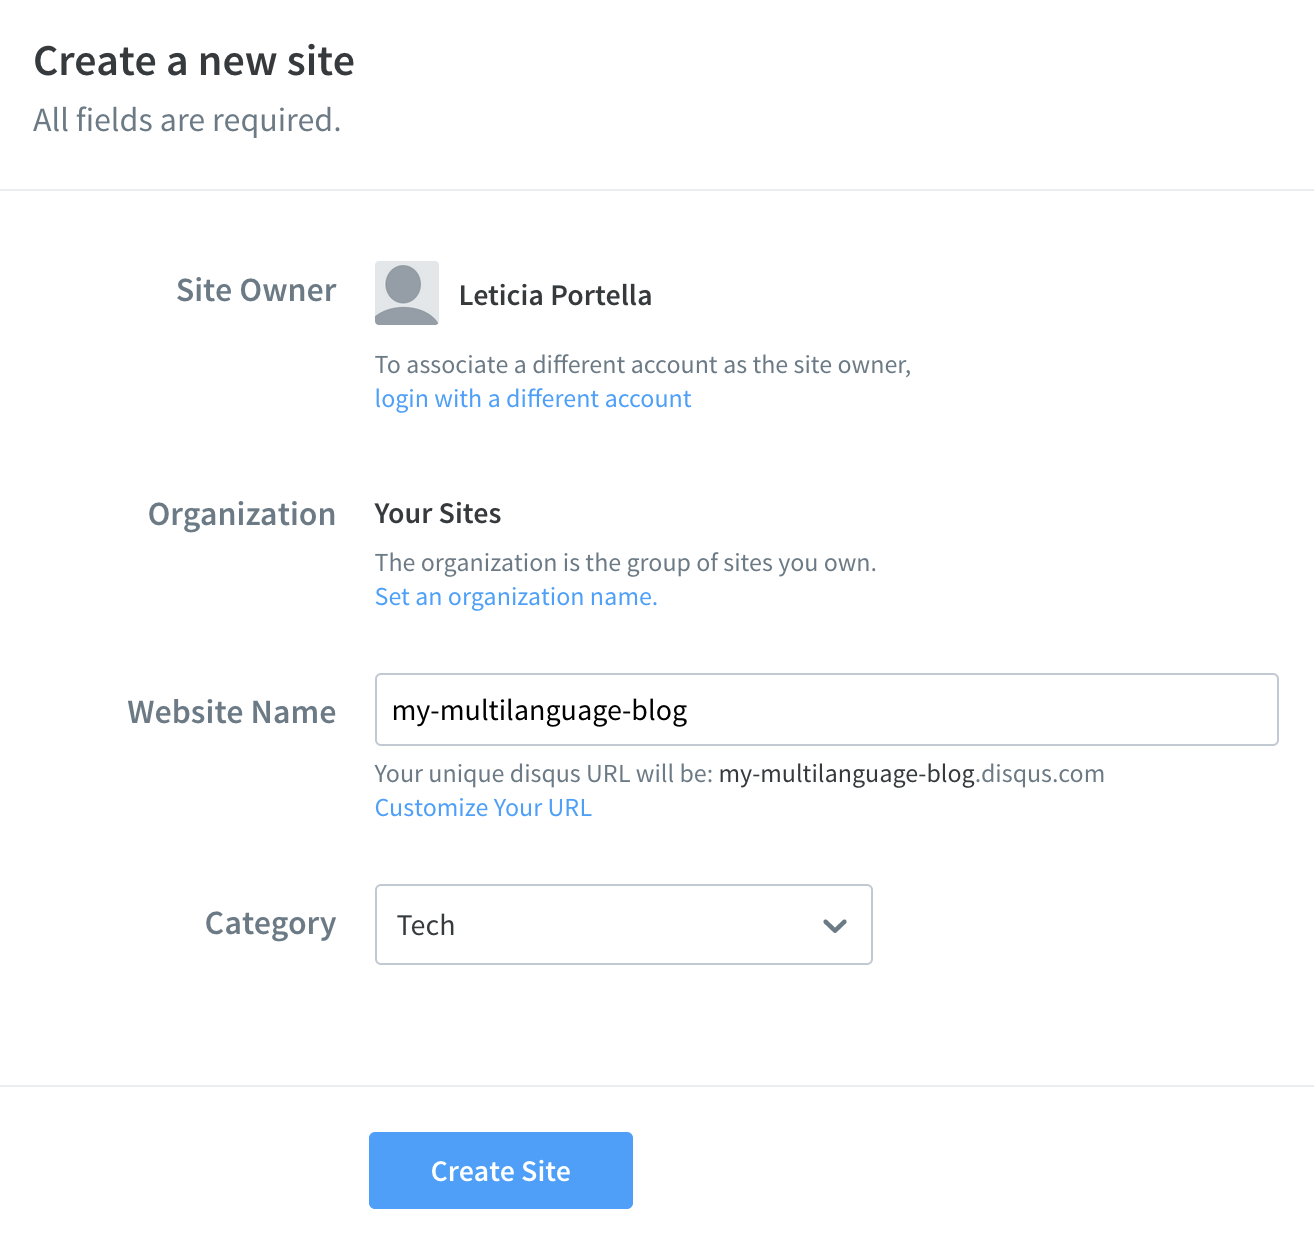 Create a new site
All fields are required.
Site Owner
Leticia Portella
To associate a different account as the site owner,
login with a different account
Organization
Your Sites
The organization is the group of sites you own.
Set an organization name.
Website Name
my-multilanguage-blog
Your unique disqus URL will be: my-multilanguage-blog.disqus.com
Customize Your URL
Category
Tech
Create Site